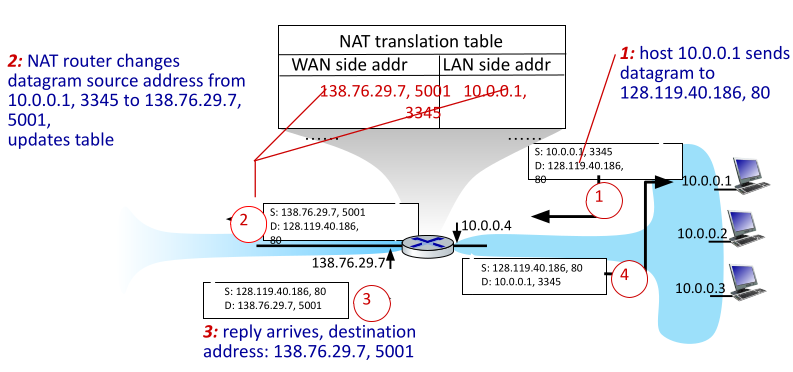 NAT translation table
WAN side addr LAN side addr
138.76.29.7, 5001 10.0.0.1,
3345
...... ......
2: NAT router changes
datagram source address from
10.0.0.1, 3345 to 138.76.29.7,
5001,
updates table
1: host 10.0.0.1 sends
datagram to
128.119.40.186, 80
S: 10.0.0.1, 3345
D: 128.119.40.186,
80
1
10.0.0.1
2
S: 138.76.29.7, 5001
D: 128.119.40.186,
80
10.0.0.4
10.0.0.2
138.76.29.7
S: 128.119.40.186, 80
D: 10.0.0.1, 3345
4
10.0.0.3
S: 128.119.40.186, 80
D: 138.76.29.7, 5001
3
3: reply arrives, destination
address: 138.76.29.7, 5001